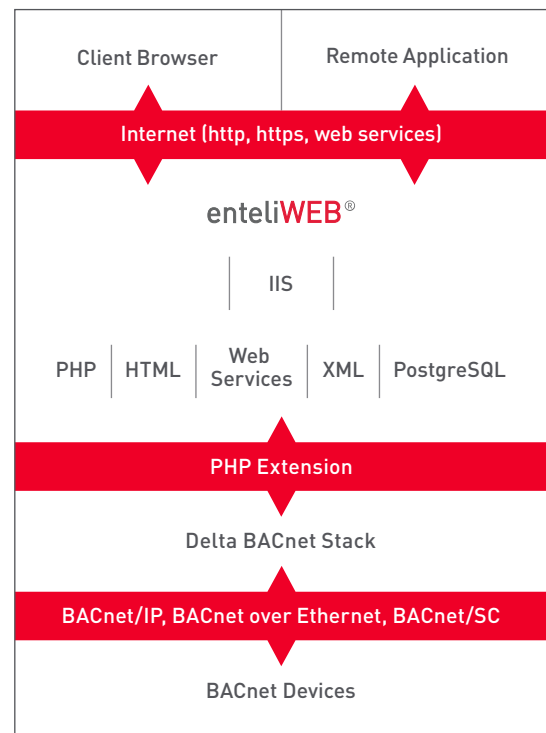 Client Browser
Remote Application
Internet (http, https, web services)
enteliWEB®
IIS
PHP
HTML
Web
Services
XML
PostgreSQL
PHP Extension
Delta BACnet Stack
BACnet/IP, BACnet over Ethernet, BACnet/SC
BACnet Devices